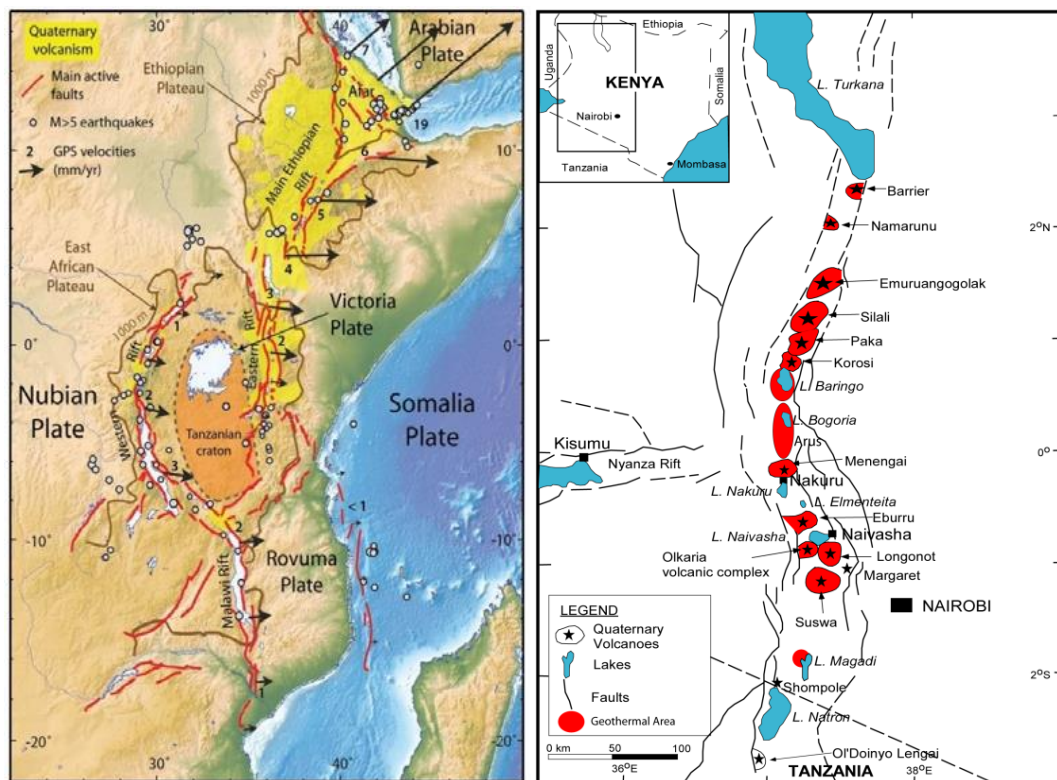 30°
40
Quaternary
volcanism
Main active
faults
M>5 earthquakes
2 GPS velocities
(mm/yr)
Ethiopian
Plateau
1000 m
Arabian
Plate
7
Afar
19
10°
6
Main Ethiopian
Rift
5
4
East
African
Plateau
1000 m
3
Victoria
Plate
1
Rift
Eastern
Rift
2
0°
0°
Nubian
Plate
2
Western
Tanzanian
craton
Somalia
Plate
3
< 1
2
-10°
-10°
Rovuma
Plate
Malawi Rift
1
-20°
-20°
30°
40°
Ethiopia
Uganda
KENYA
Somalia
Nairobi
Tanzania
Mombasa
L. Turkana
Barrier
Namarunu
2°N
Emuruangogolak
Silali
Paka
Korosi
L. Baringo
L. Bogoria
Arus
Kisumu
Nyanza Rift
Menengai
0°
Nakuru
L. Nakuru
L. Elmenteita
Eburru
L. Naivasha
Naivasha
Olkaria
volcanic complex
Longonot
Margaret
Suswa
NAIROBI
LEGEND
Quaternary
Volcanoes
Lakes
Faults
Geothermal Area
0 km 50 100
L. Magadi
Shompole
2°S
L. Natron
Ol'Doinyo Lengai
TANZANIA
36°E
38°E